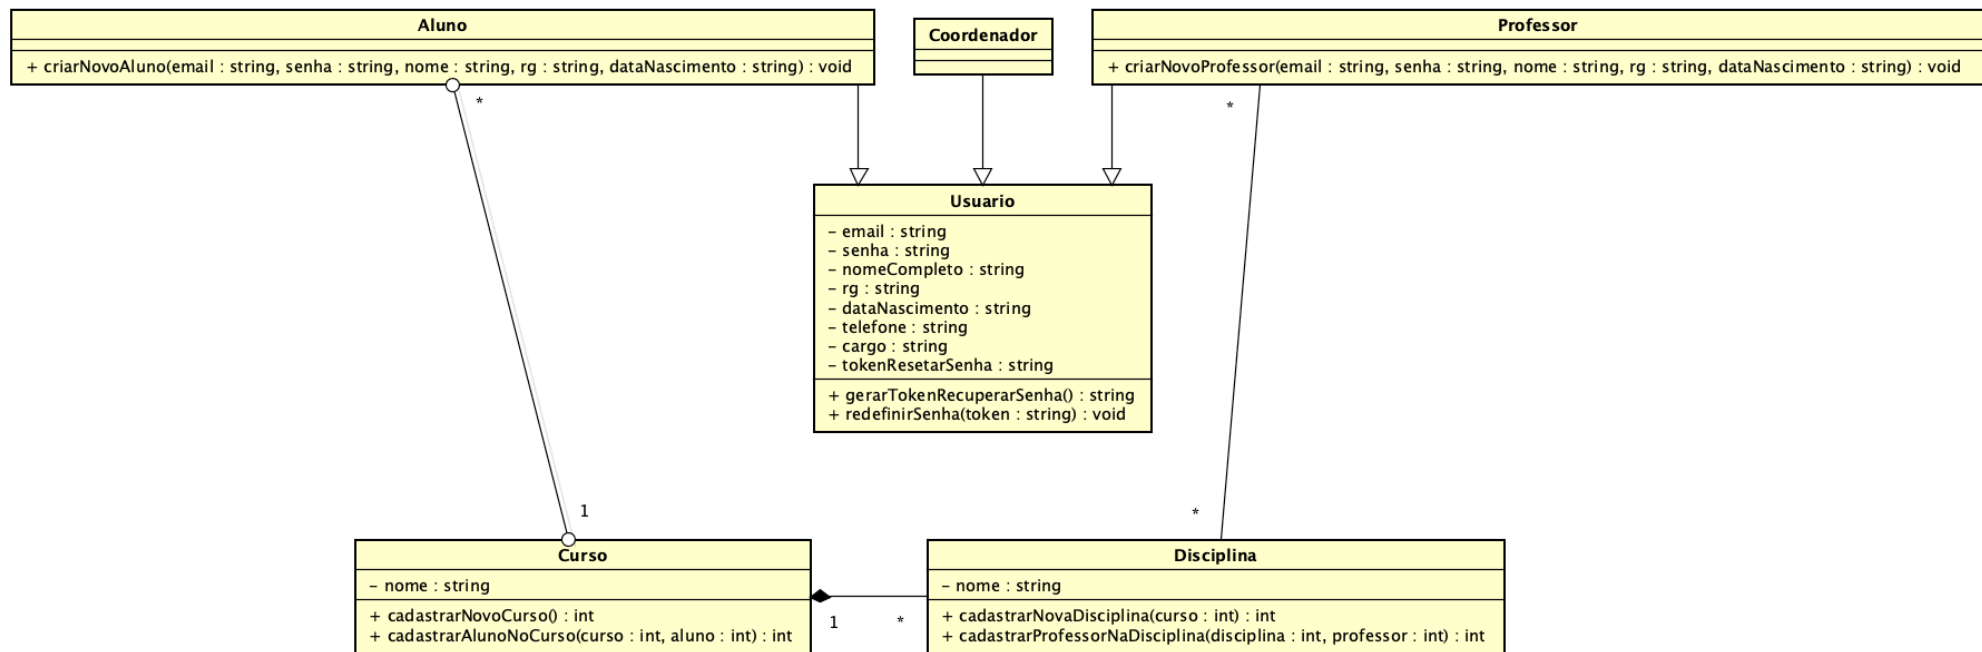 Aluno
+ criarNovoAluno(email : string, senha : string, nome : string, rg : string, dataNascimento : string) : void
Coordenador
Professor
+ criarNovoProfessor(email : string, senha : string, nome : string, rg : string, dataNascimento : string) : void
*
*
Usuario
- email : string
- senha : string
- nomeCompleto : string
- rg : string
- dataNascimento : string
- telefone : string
- cargo : string
- tokenResetarSenha : string
+ gerarTokenRecuperarSenha() : string
+ redefinirSenha(token : string) : void
1
*
Curso
- nome : string
+ cadastrarNovoCurso() : int
+ cadastrarAlunoNoCurso(curso : int, aluno : int) : int
1
*
Disciplina
- nome : string
+ cadastrarNovaDisciplina(curso : int) : int
+ cadastrarProfessorNaDisciplina(disciplina : int, professor : int) : int